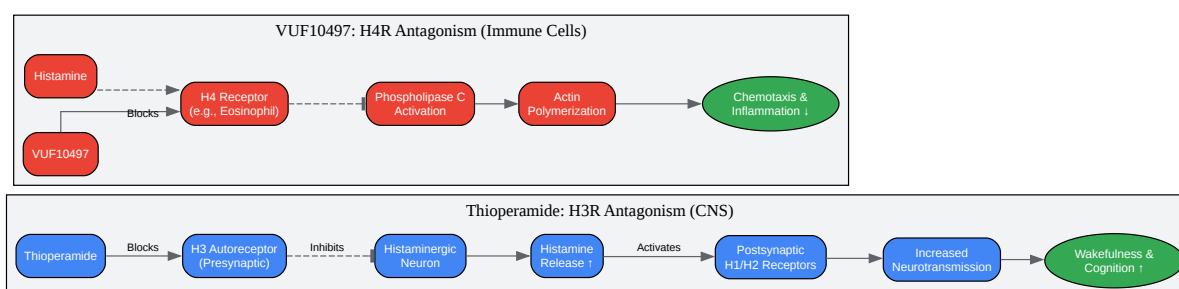 VUF10497: H4R Antagonism (Immune Cells)
Histamine
H4 Receptor
(e.g., Eosinophil)
Phospholipase C
Activation
Actin
Polymerization
Chemotaxis &
Inflammation ↓
Blocks
VUF10497
Thioperamide: H3R Antagonism (CNS)
Thioperamide
Blocks
H3 Autoreceptor
(Presynaptic)
Inhibits
Histaminergic
Neuron
Histamine
Release ↑
Activates
Postsynaptic
H1/H2 Receptors
Increased
Neurotransmission
Wakefulness &
Cognition ↑